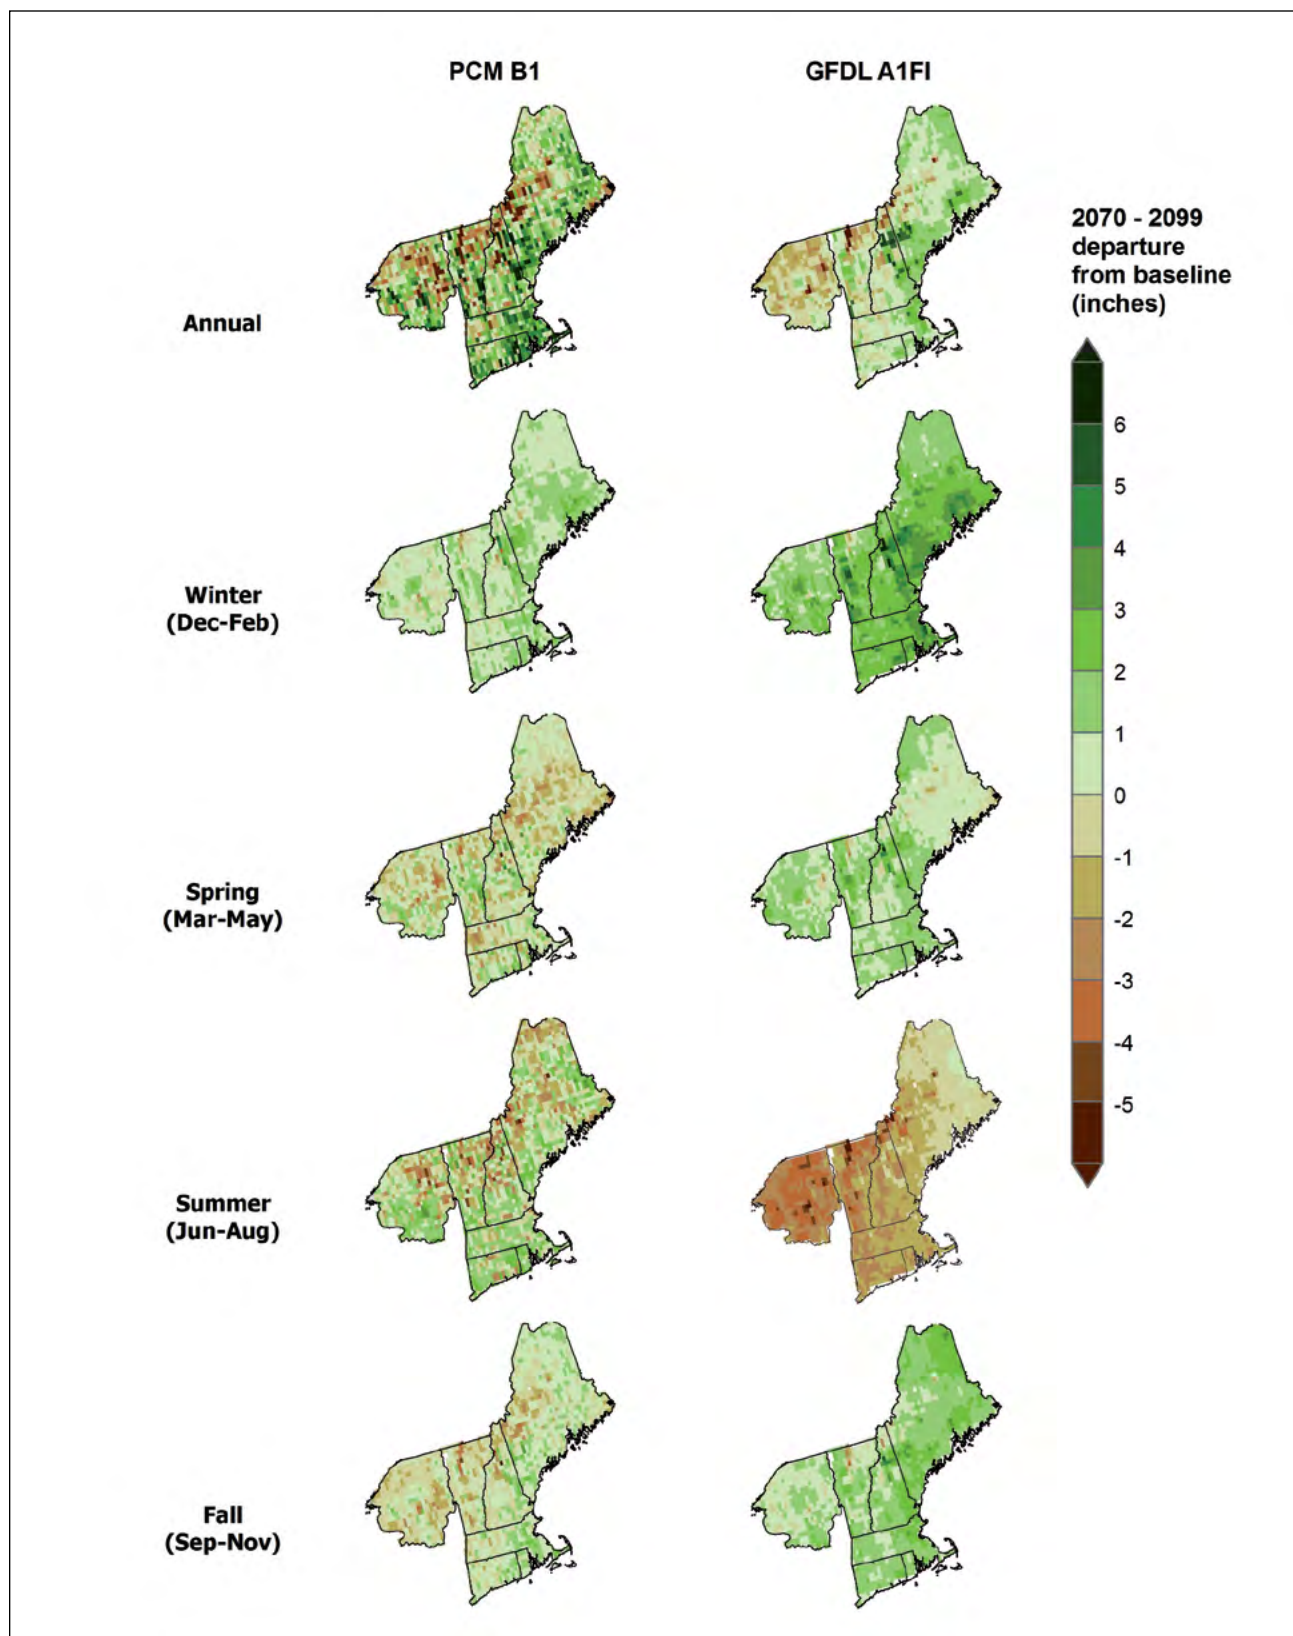 PCM B1
GFDL A1FI
2070 - 2099
departure
from baseline
(inches)
Annual
6
5
4
Winter
(Dec-Feb)
3
2
1
0
-1
Spring
(Mar-May)
-2
-3
-4
-5
Summer
(Jun-Aug)
Fall
(Sep-Nov)